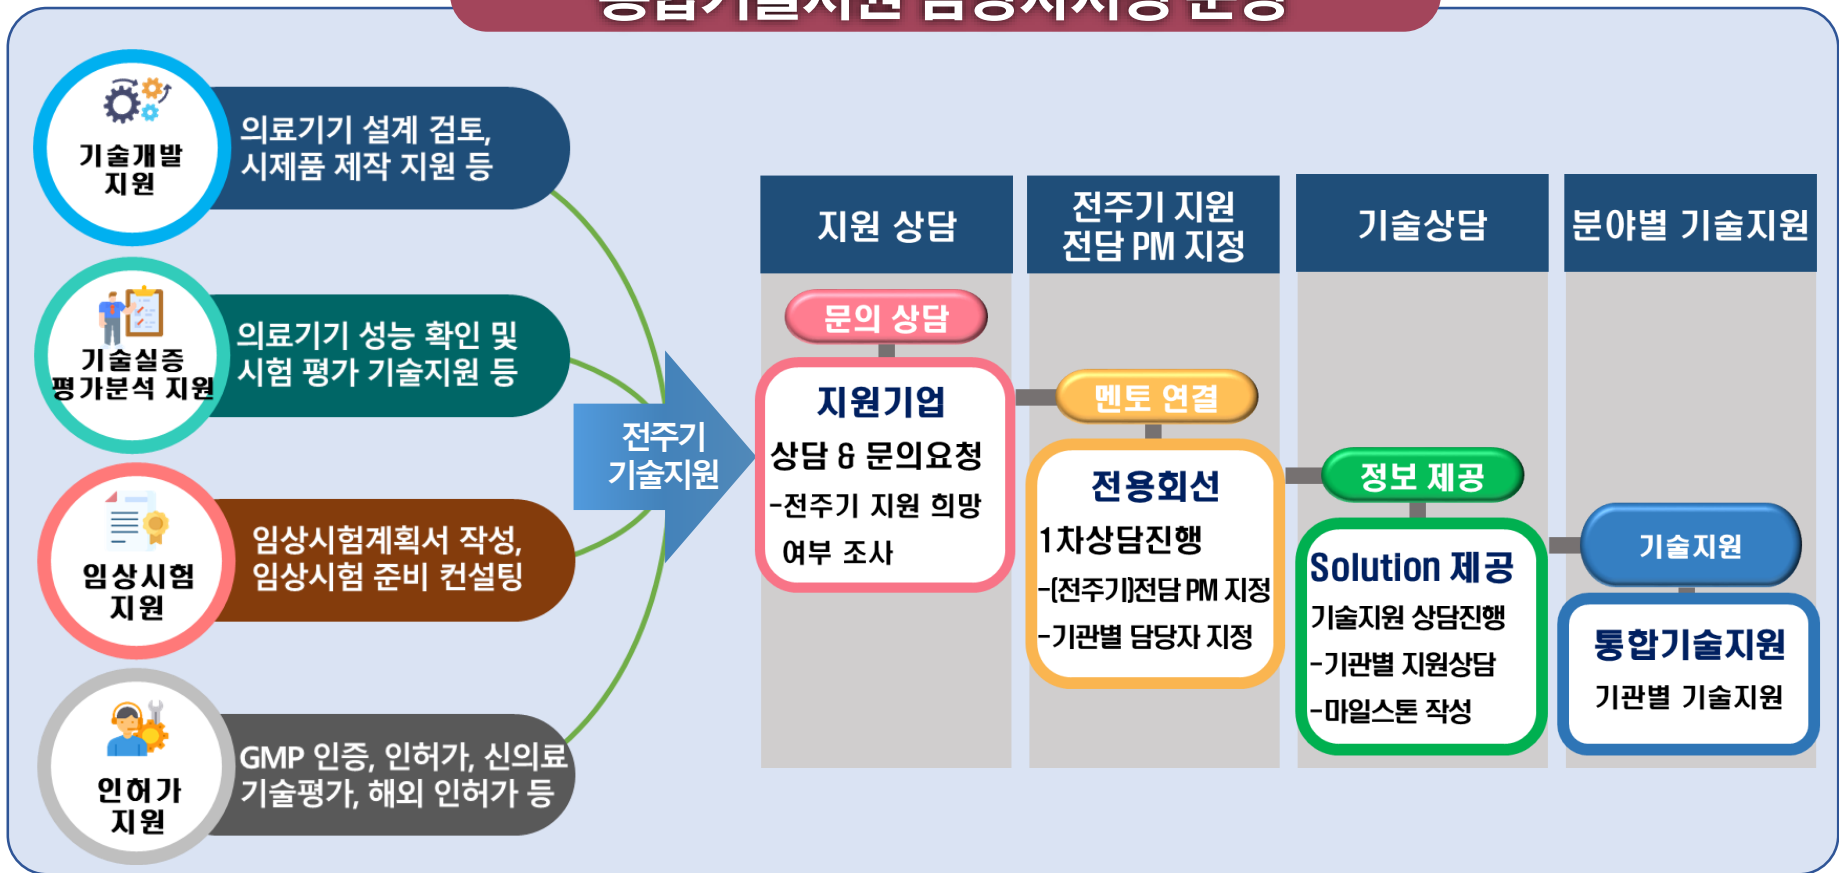 기술개발
지원
의료기기 설계 검토,
시제품 제작 지원 등
기술실증
평가분석 지원
의료기기 성능 확인 및
시험 평가 기술지원 등
임상시험
지원
임상시험계획서 작성,
임상시험 준비 컨설팅
인허가
지원
GMP 인증, 인허가, 신의료
기술평가, 해외 인허가 등
전주기
기술지원
지원 상담
문의 상담
지원기업
상담 & 문의요청
-전주기 지원 희망
여부 조사
전주기 지원
전담 PM 지정
멘토 연결
전용회선
1차상담진행
-(전주기)전담 PM 지정
-기관별 담당자 지정
기술상담
정보 제공
Solution 제공
기술지원 상담진행
-기관별 지원상담
-마일스톤 작성
분야별 기술지원
기술지원
통합기술지원
기관별 기술지원